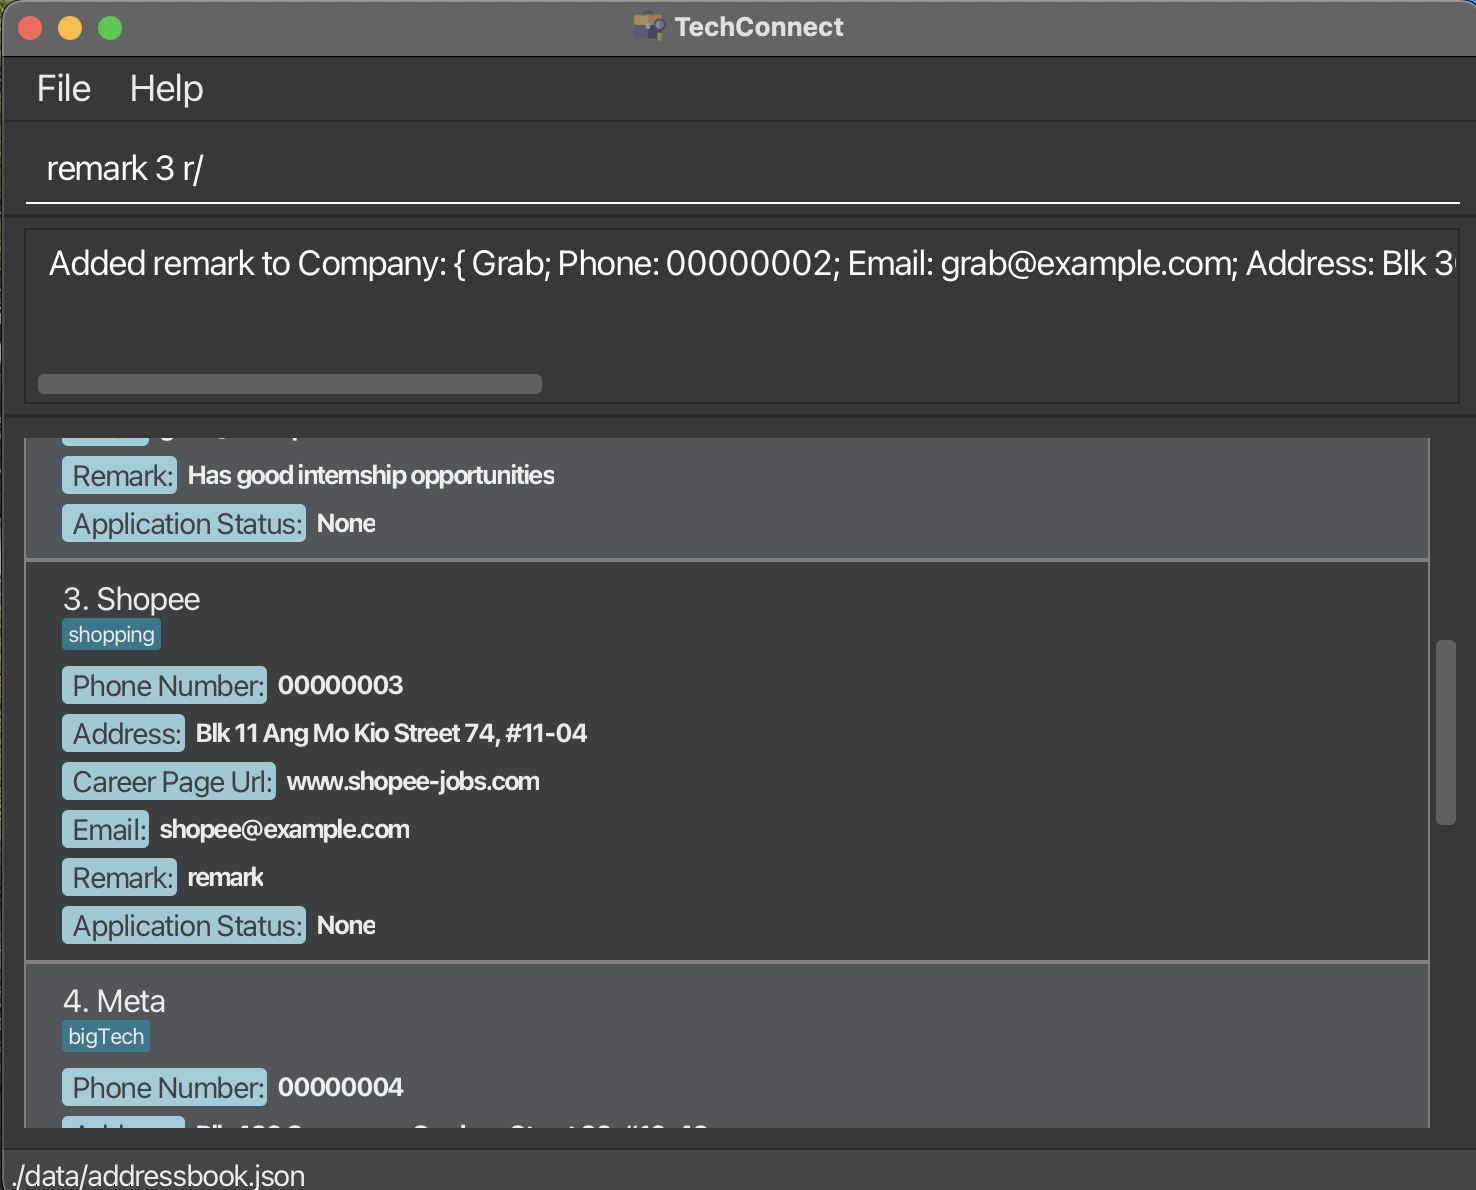 TechConnect
File Help
remark 3 r/
Added remark to Company: { Grab; Phone: 00000002; Email: grab@example.com; Address: Blk 3
Remark: Has good internship opportunities
Application Status: None
3. Shopee
shopping
Phone Number: 00000003
Address: Blk 11 Ang Mo Kio Street 74, #11-04
Career Page Url: www.shopee-jobs.com
Email: shopee@example.com
Remark: remark
Application Status: None
4. Meta
bigTech
Phone Number: 00000004
./data/addressbook.json